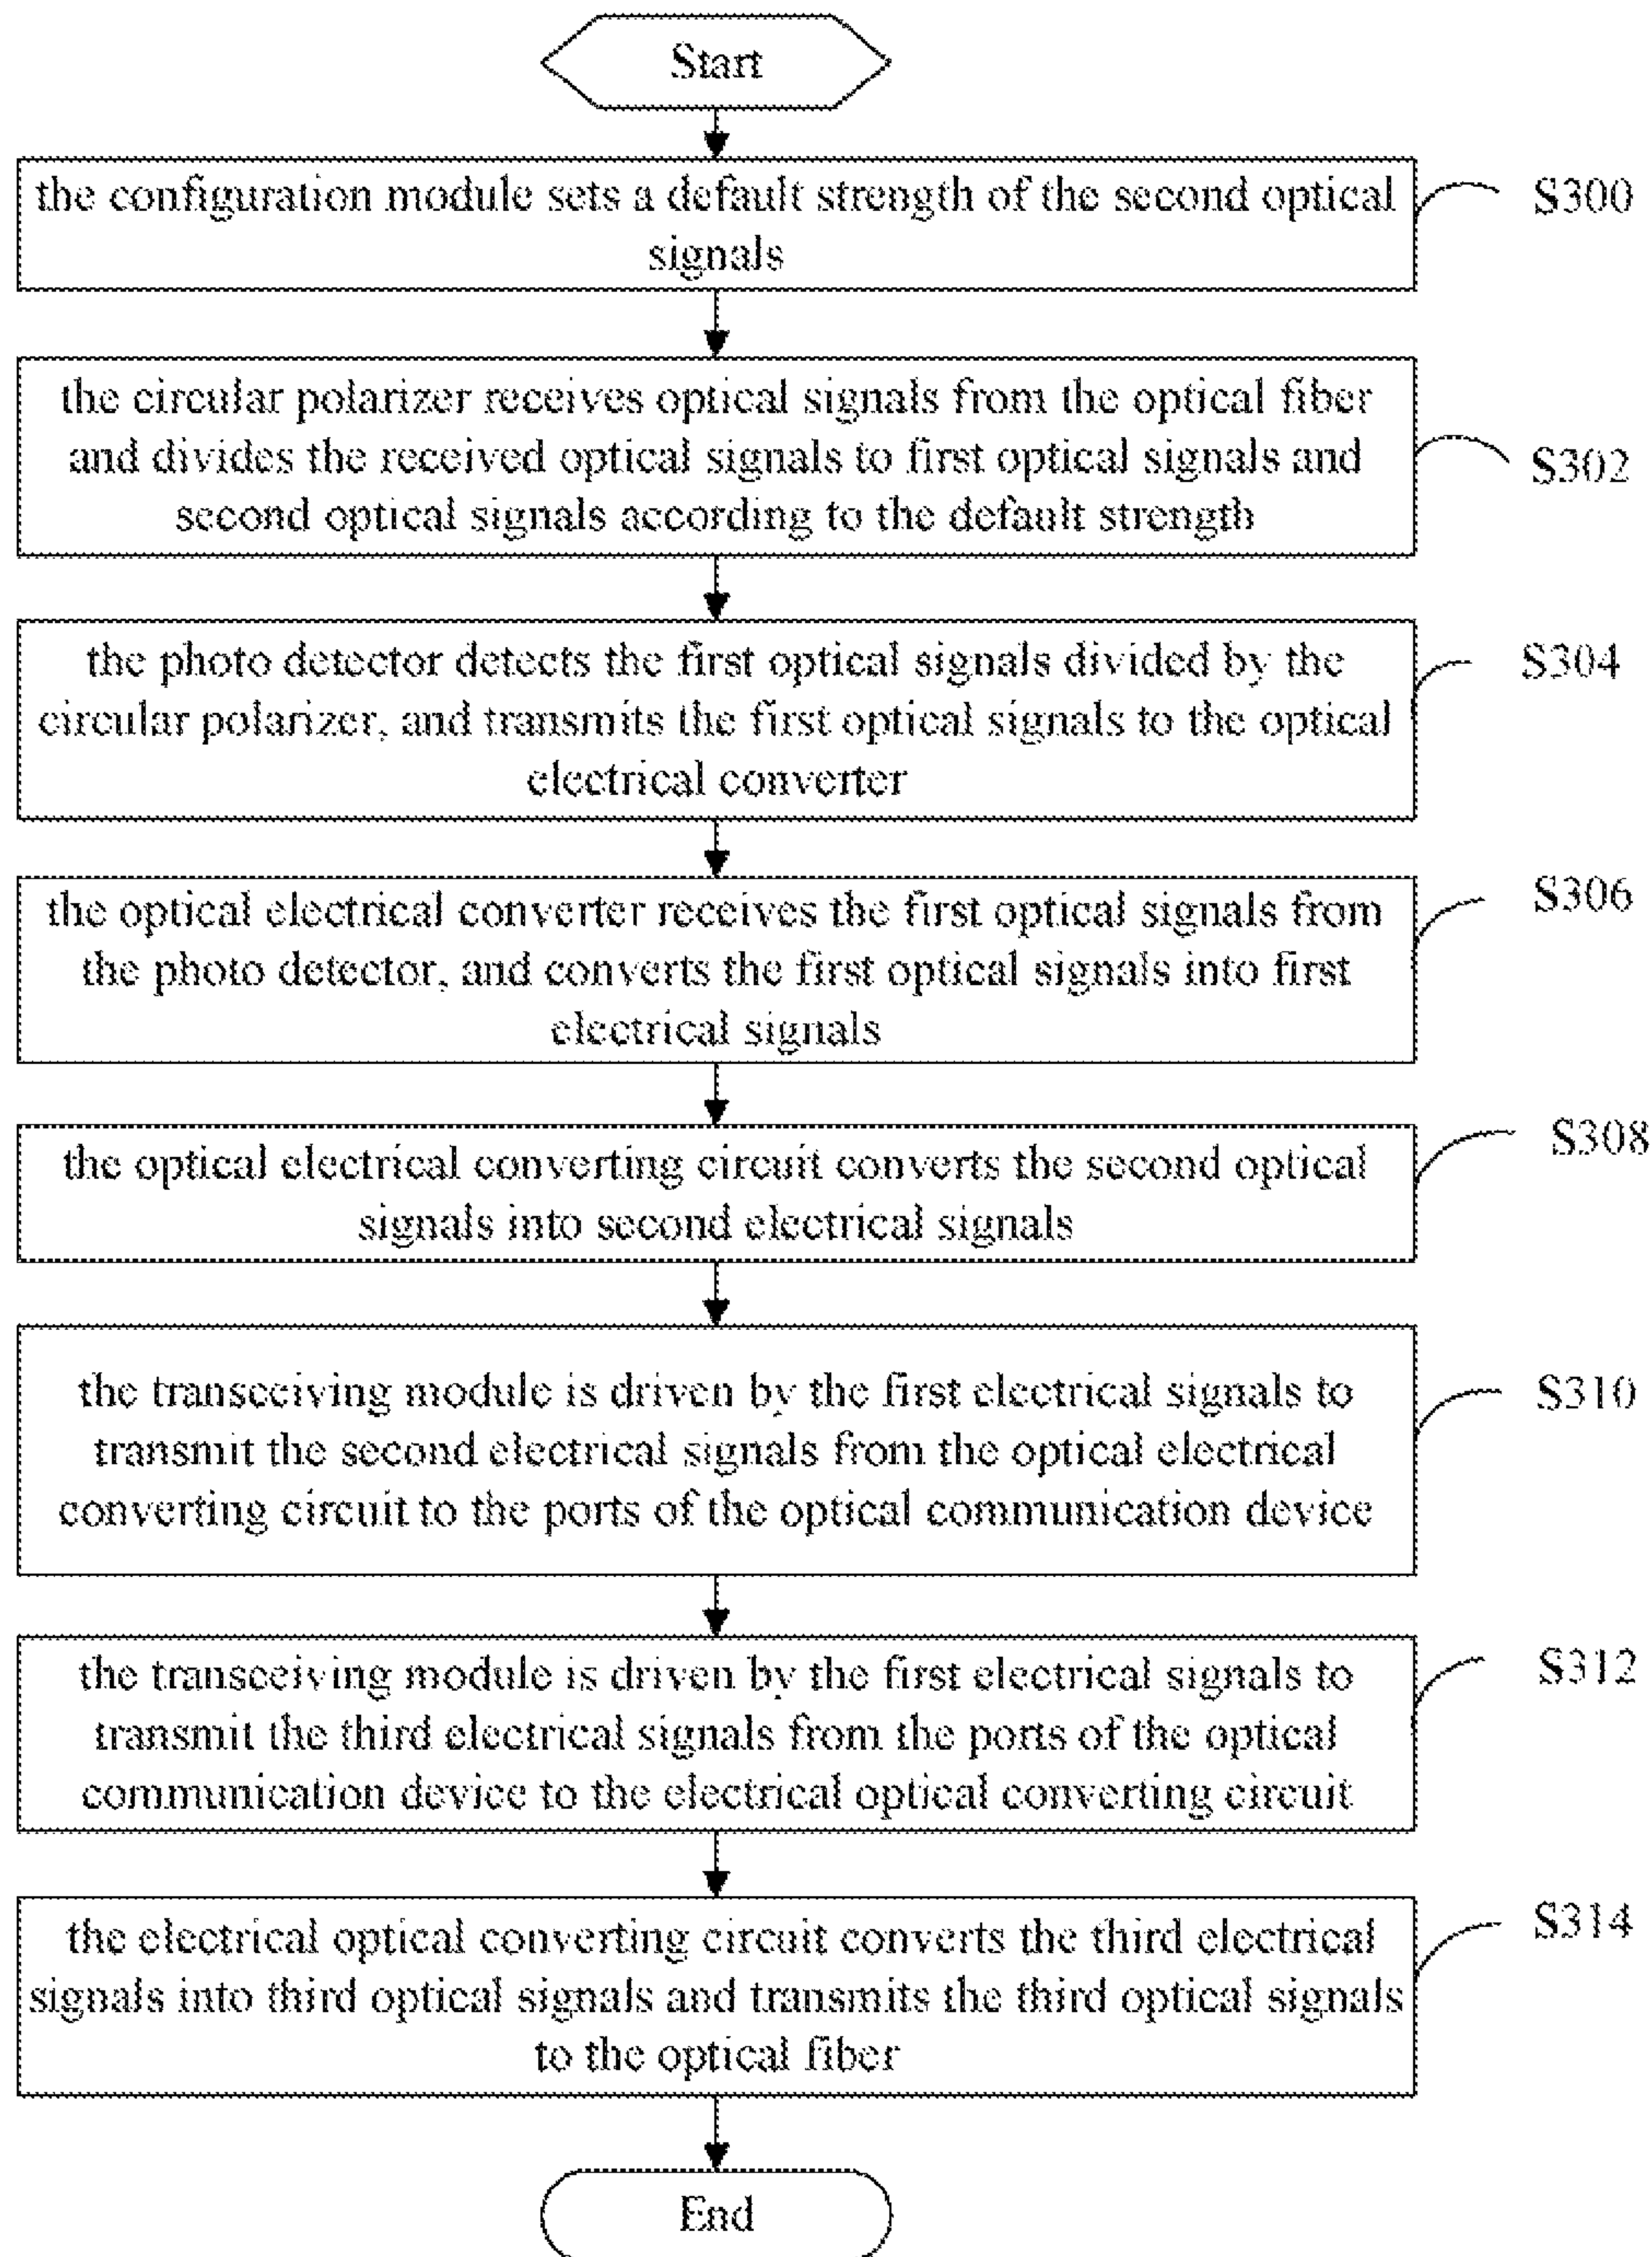 Start
the configuration module sets a default strength of the second optical
signals
S300
the circular polarizer receives optical signals from the optical fiber
and divides the received optical signals to first optical signals and
second optical signals according to the default strength
S302
the photo detector detects the first optical signals divided by the
circular polarizer, and transmits the first optical signals to the optical
electrical converter
S304
the optical electrical converter receives the first optical signals from
the photo detector, and converts the first optical signals into first
electrical signals
S306
the optical electrical converting circuit converts the second optical
signals into second electrical signals
S308
the transceiving module is driven by the first electrical signals to
transmit the second electrical signals from the optical electrical
converting circuit to the ports of the optical communication device
S310
the transceiving module is driven by the first electrical signals to
transmit the third electrical signals from the ports of the optical
communication device to the electrical optical converting circuit
S312
the electrical optical converting circuit converts the third electrical
signals into third optical signals and transmits the third optical signals
to the optical fiber
S314
End